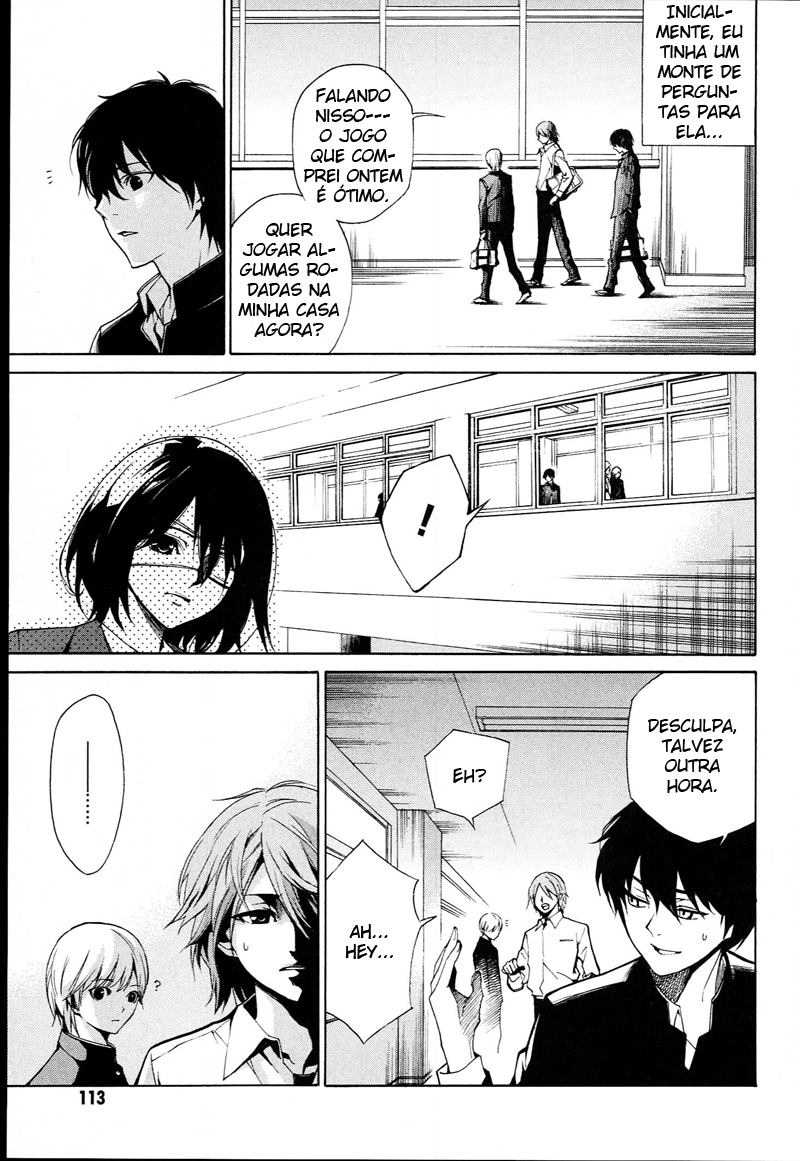 INICIAL-
MENTE, EU
TINHA UM
MONTE DE
PERGUN-
TAS PARA
ELA...
FALANDO
NISSO---
O JOGO
QUE COM-
PREI ONTEM
É ÓTIMO.
QUER
JOGAR AL-
GUMAS RO-
DADAS NA
MINHA CASA
AGORA?
!
DESCULPA,
TALVEZ
OUTRA
HORA.
EH?
AH...
HEY...
.........
?
113